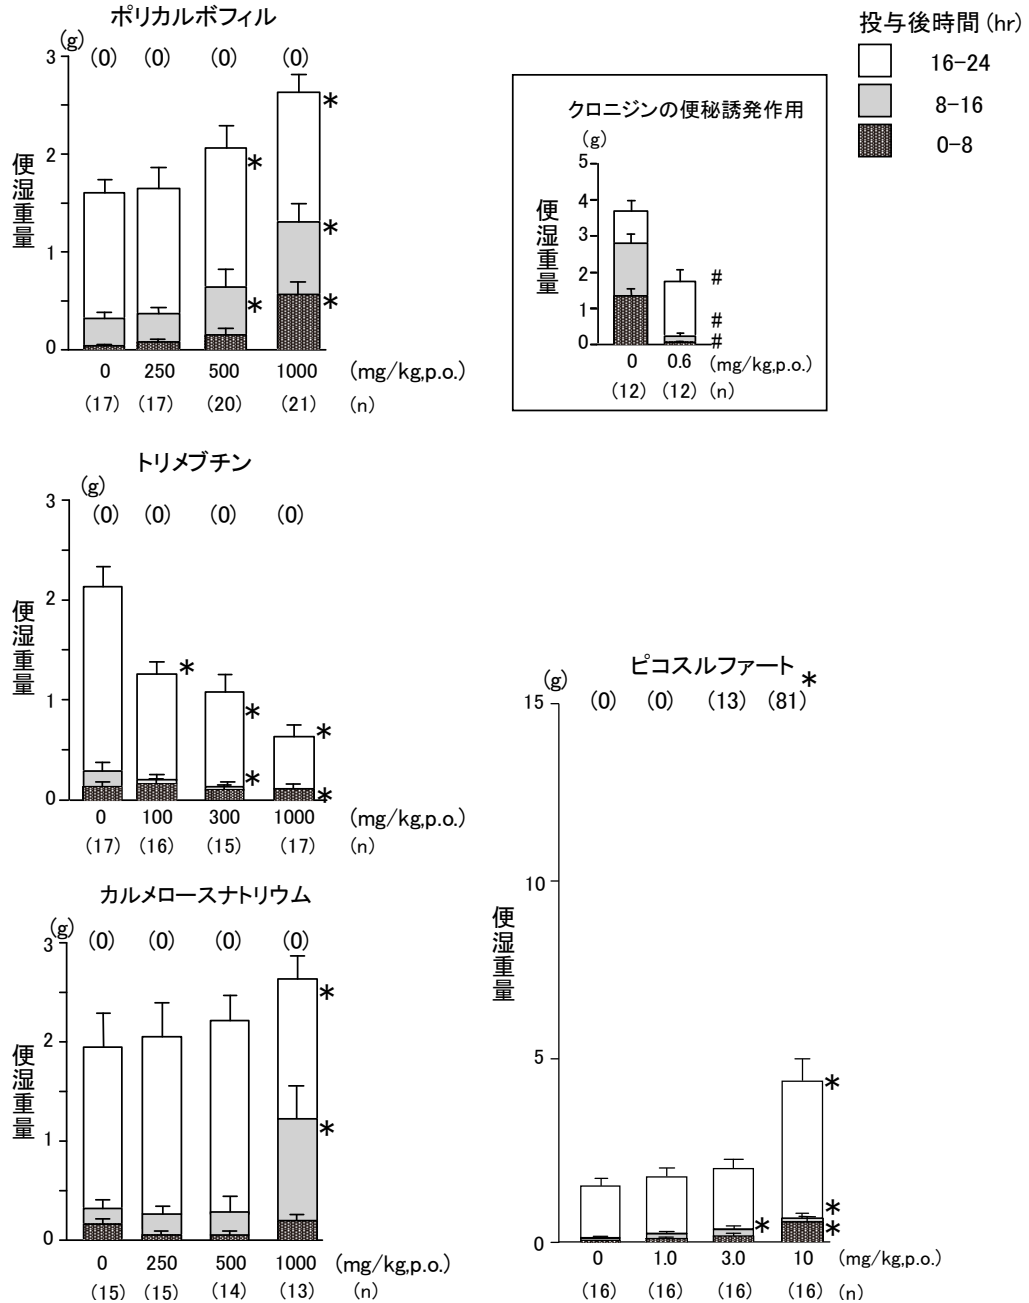 ポリカルボフィル
(g)
(0) (0) (0) (0)
3
2
1
0
便湿重量
* * * * *
0 250 500 1000 (mg/kg,p.o.)
(17) (17) (20) (21) (n)
投与後時間 (hr)
16-24
8-16
0-8
クロニジンの便秘誘発作用
(g)
5
4
3
2
1
0
便湿重量
# # #
0 0.6 (mg/kg,p.o.)
(12) (12) (n)
トリメブチン
(g)
(0) (0) (0) (0)
3
2
1
0
便湿重量
* * * * *
0 100 300 1000 (mg/kg,p.o.)
(17) (16) (15) (17) (n)
カルメロースナトリウム
(g)
(0) (0) (0) (0)
3
2
1
0
便湿重量
* *
0 250 500 1000 (mg/kg,p.o.)
(15) (15) (14) (13) (n)
ピコスルファート
(g)
(0) (0) (13) (81)*
15
10
5
0
便湿重量
* * * *
0 1.0 3.0 10 (mg/kg,p.o.)
(16) (16) (16) (16) (n)